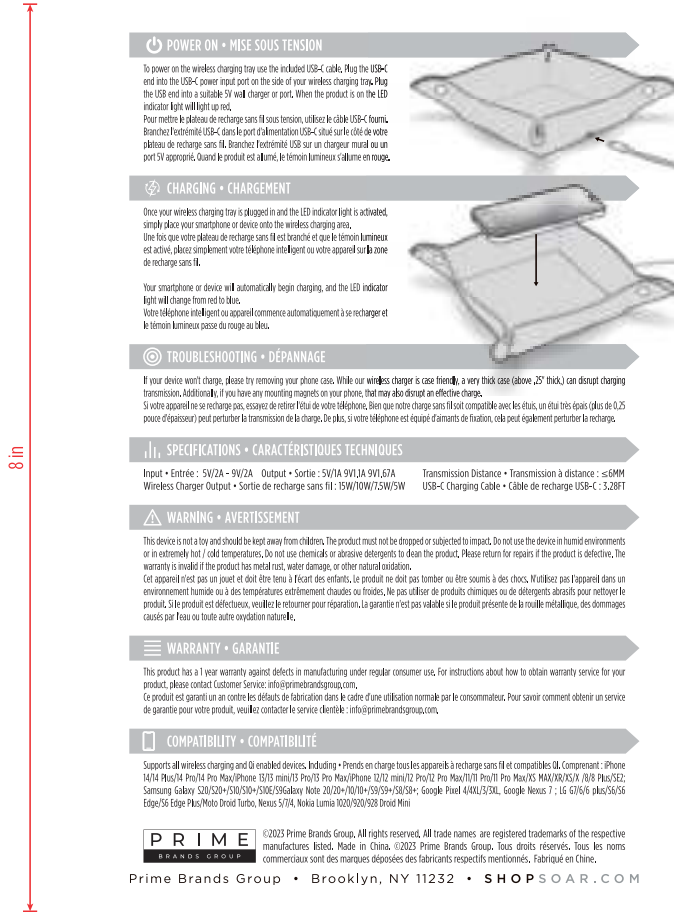 8 in
POWER ON • MISE SOUS TENSION
To power on the wireless charging tray use the included USB-C cable. Plug the USB-C
end into the USB-C power input port on the side of your wireless charging tray. Plug
the USB end into a suitable 5V wall charger or port. When the product is on the LED
indicator light will light up red.
Pour mettre le plateau de recharge sans fil sous tension, utilisez le câble USB-C fourni.
Branchez l'extrémité USB-C dans le port d'alimentation USB-C situé sur le côté de votre
plateau de recharge sans fil. Branchez l'extrémité USB sur un chargeur mural ou un
port 5V approprié. Quand le produit est allumé, le témoin lumineux s'allume en rouge.
CHARGING • CHARGEMENT
Once your wireless charging tray is plugged in and the LED indicator light is activated,
simply place your smartphone or device onto the wireless charging area.
Une fois que votre plateau de recharge sans fil est branché et que le témoin lumineux
est activé, placez simplement votre téléphone intelligent ou votre appareil sur la zone
de recharge sans fil.
Your smartphone or device will automatically begin charging, and the LED indicator
light will change from red to blue.
Votre téléphone intelligent ou appareil commence automatiquement à se recharger et
le témoin lumineux passe du rouge au bleu.
TROUBLESHOOTING • DÉPANNAGE
If your device won't charge, please try removing your phone case. While our wireless charger is case friendly, a very thick case (above .25" thick.) can disrupt charging
transmission. Additionally, if you have any mounting magnets on your phone, that may also disrupt an effective charge.
Si votre appareil ne se recharge pas, essayez de retirer l'étui de votre téléphone. Bien que notre charge sans fil soit compatible avec les étuis, un étui très épais (plus de 0,25
pouce d'épaisseur) peut perturber la transmission de la charge. De plus, si votre téléphone est équipé d'aimants de fixation, cela peut également perturber la recharge.
SPECIFICATIONS • CARACTÉRISTIQUES TECHNIQUES
Input • Entrée : 5V/2A - 9V/2A Output • Sortie : 5V/1A 9V1.1A 9V1.67A Transmission Distance • Transmission à distance : ≤6MM
Wireless Charger Output • Sortie de recharge sans fil : 15W/10W/7.5W/5W USB-C Charging Cable • Câble de recharge USB-C : 3.28FT
WARNING • AVERTISSEMENT
This device is not a toy and should be kept away from children. The product must not be dropped or subjected to impact. Do not use the device in humid environments
or in extremely hot / cold temperatures. Do not use chemicals or abrasive detergents to clean the product. Please return for repairs if the product is defective. The
warranty is invalid if the product has metal rust, water damage, or other natural oxidation.
Cet appareil n'est pas un jouet et doit être tenu à l'écart des enfants. Le produit ne doit pas tomber ou être soumis à des chocs. N'utilisez pas l'appareil dans un
environnement humide ou à des températures extrêmement chaudes ou froides. Ne pas utiliser de produits chimiques ou de détergents abrasifs pour nettoyer le
produit. Si le produit est défectueux, veuillez le retourner pour réparation. La garantie n'est pas valable si le produit présente de la rouille métallique, des dommages
causés par l'eau ou toute autre oxydation naturelle.
WARRANTY • GARANTIE
This product has a 1 year warranty against defects in manufacturing under regular consumer use. For instructions about how to obtain warranty service for your
product, please contact Customer Service: info@primebrandsgroup.com.
Ce produit est garanti un an contre les défauts de fabrication dans le cadre d'une utilisation normale par le consommateur. Pour savoir comment obtenir un service
de garantie pour votre produit, veuillez contacter le service clientèle : info@primebrandsgroup.com.
COMPATIBILITY • COMPATIBILITÉ
Supports all wireless charging and Qi enabled devices. Including • Prends en charge tous les appareils à recharge sans fil et compatibles QI. Comprenant : iPhone
14/14 Plus/14 Pro/14 Pro Max/iPhone 13/13 mini/13 Pro/13 Pro Max/iPhone 12/12 mini/12 Pro/12 Pro Max/11/11 Pro/11 Pro Max/XS MAX/XR/XS/X /8/8 Plus/SE2;
Samsung Galaxy S20/S20+/S10/S10+/S10E/S9Galaxy Note 20/20+/10/10+/S9/S9+/S8/S8+; Google Pixel 4/4XL/3/3XL, Google Nexus 7 ; LG G7/6/6 plus/S6/S6
Edge/S6 Edge Plus/Moto Droid Turbo, Nexus 5/7/4, Nokia Lumia 1020/920/928 Droid Mini
PRIME
BRANDS GROUP
©2023 Prime Brands Group. All rights reserved. All trade names are registered trademarks of the respective
manufactures listed. Made in China. ©2023 Prime Brands Group. Tous droits réservés. Tous les noms
commerciaux sont des marques déposées des fabricants respectifs mentionnés. Fabriqué en Chine.
Prime Brands Group • Brooklyn, NY 11232 • SHOPSOAR.COM